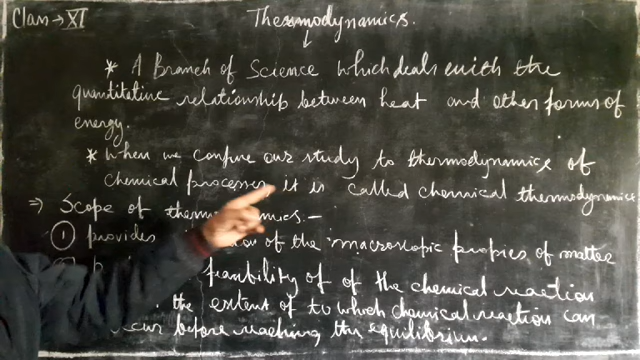 Class → XI
Thermodynamics.
* A Branch of Science which deals with the
quantitative relationship between heat and other forms of
energy.
* When we confine our study to thermodynamics of
chemical processes, it is called chemical thermodynamics
⇒ Scope of thermo mics. -
① provides of the macroscopic propies of matter
feasibility of of the chemical reaction
the extent of to which chemical reaction can
before reaching the equilibrium.